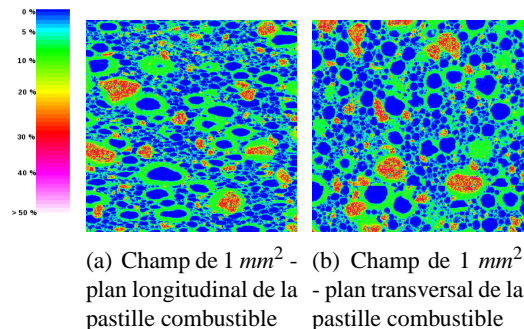 0 %
5 %
10 %
20 %
30 %
40 %
50 %
> 50 %
(a) Champ de 1 mm² -
plan longitudinal de la
pastille combustible
(b) Champ de 1 mm²
- plan transversal de la
pastille combustible